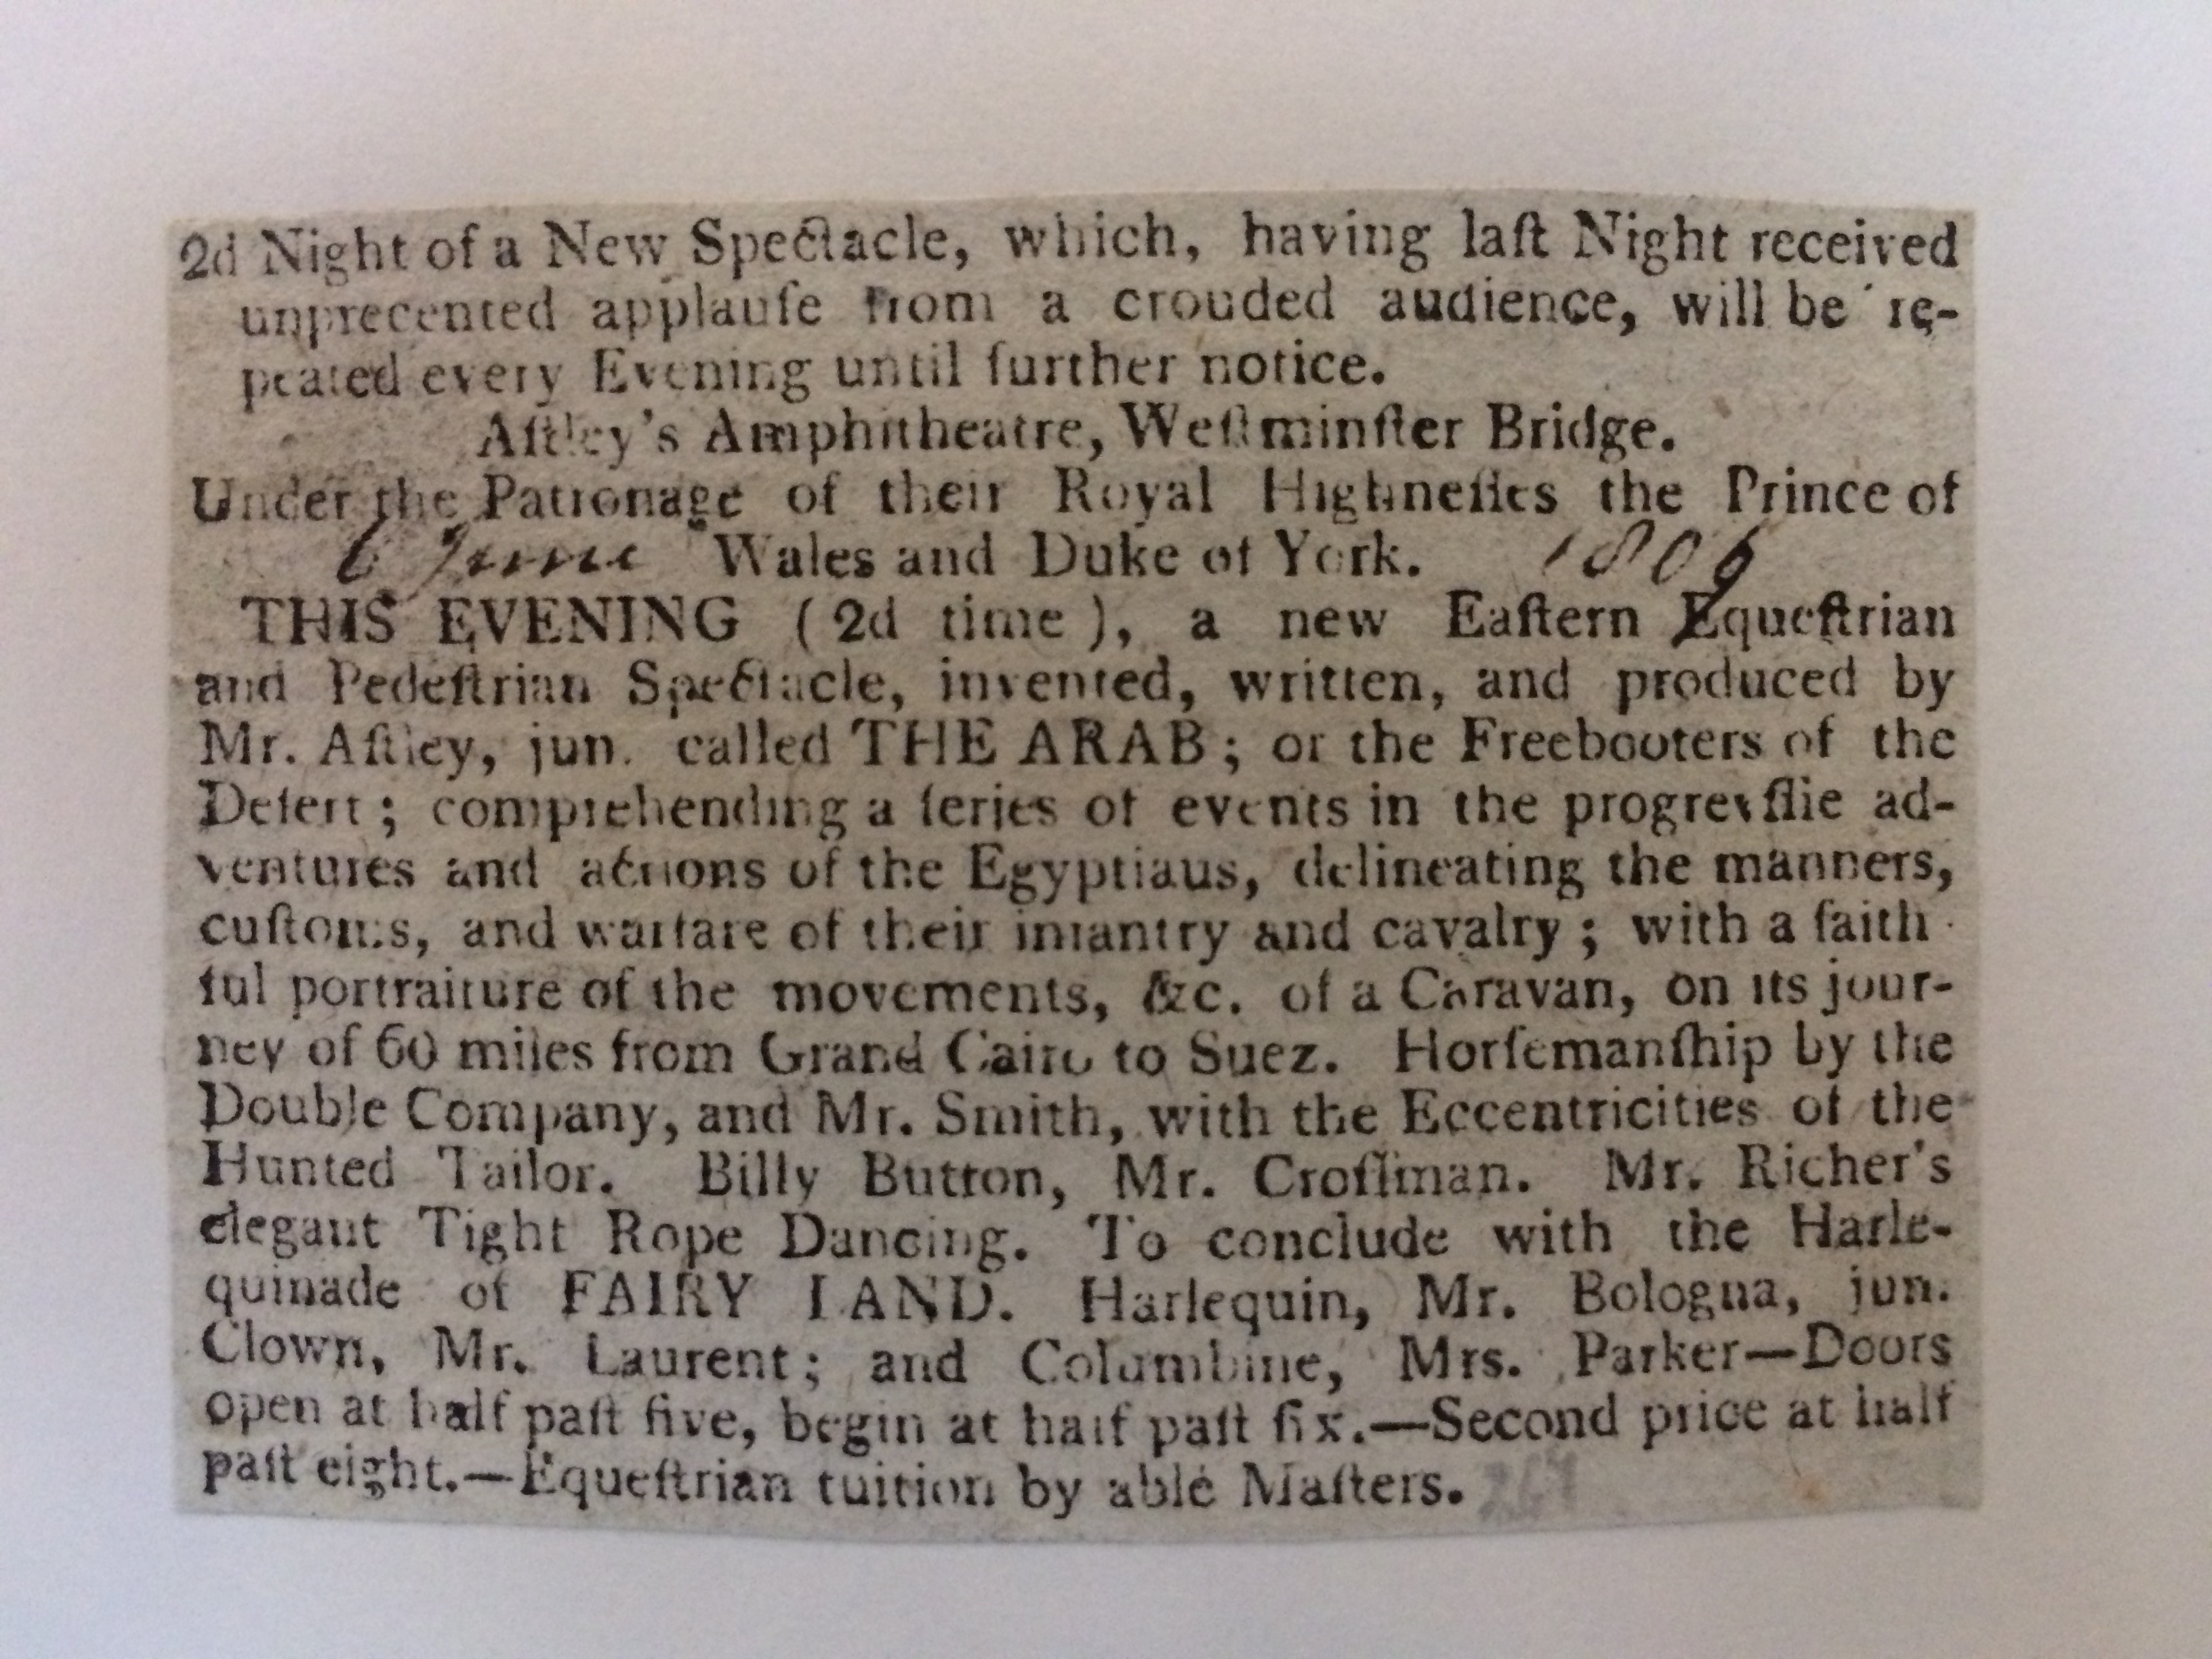 2d Night of a New Spectacle, which, having laſt Night received
unprecented applauſe from a crouded audience, will be re-
peated every Evening until further notice.
Aſtley's Amphitheatre, Weſtminſter Bridge.
Under the Patronage of their Royal Highneſſes the Prince of
6 June Wales and Duke of York. 1806
THIS EVENING (2d time), a new Eaſtern Equeſtrian
and Pedeſtrian Spectacle, invented, written, and produced by
Mr. Aſtley, jun. called THE ARAB; or the Freebooters of the
Deſert; comprehending a ſeries of events in the ad-
ventures and actions of the Egyptiaus, delineating the manners,
cuſtoms, and warfare of their infantry and cavalry; with a faith-
ful portraiture of the movements, &c. of a Caravan, on its jour-
ney of 60 miles from Grand Cairo to Suez. Horſemanſhip by the
Double Company, and Mr. Smith, with the Eccentricities of the
Hunted Tailor. Billy Button, Mr. Croſſman. Mr. Richer's
elegaut Tight Rope Dancing. To conclude with the Harle-
quinade of FAIRY LAND. Harlequin, Mr. Bologna, jun.
Clown, Mr. Laurent; and Columbine, Mrs. Parker—Doors
open at half paſt five, begin at half paſt ſix.—Second price at half
paſt eight.—Equeſtrian tuition by able Maſters.